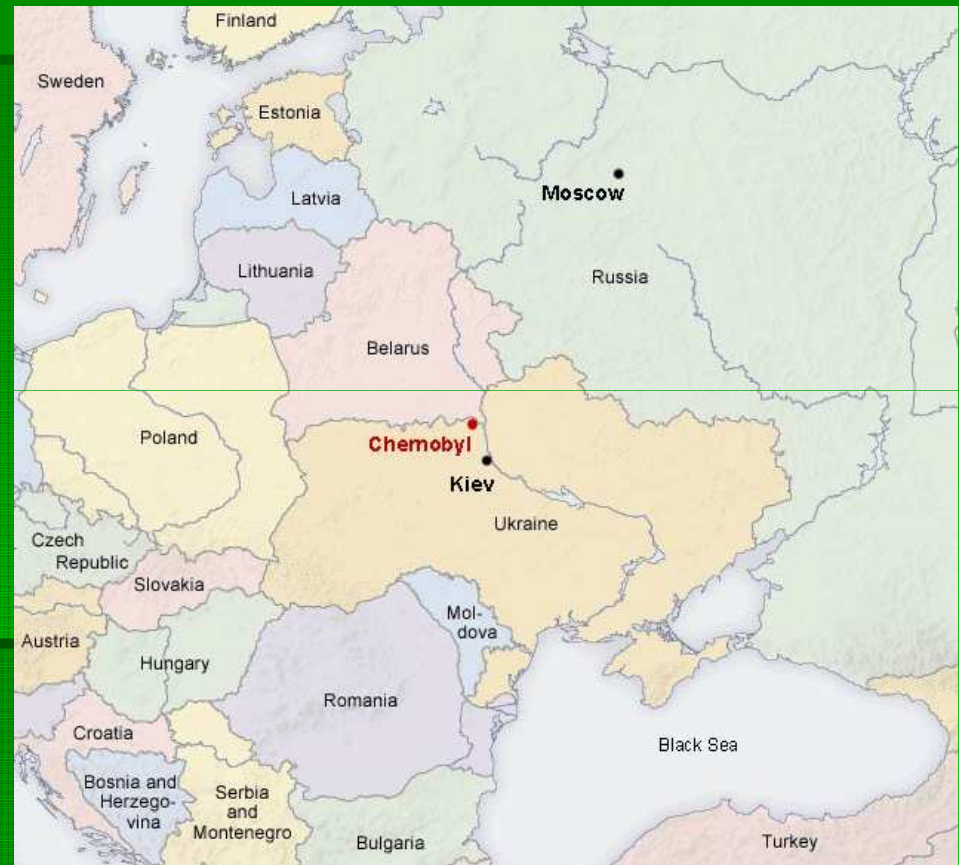 Finland
Sweden
Estonia
Latvia
Moscow
Lithuania
Russia
Belarus
Poland
Chernobyl
Kiev
Ukraine
Czech
Republic
Slovakia
Mol-
dova
Austria
Hungary
Romania
Croatia
Black Sea
Bosnia and
Herzego-
vina
Serbia
and
Montenegro
Bulgaria
Turkey